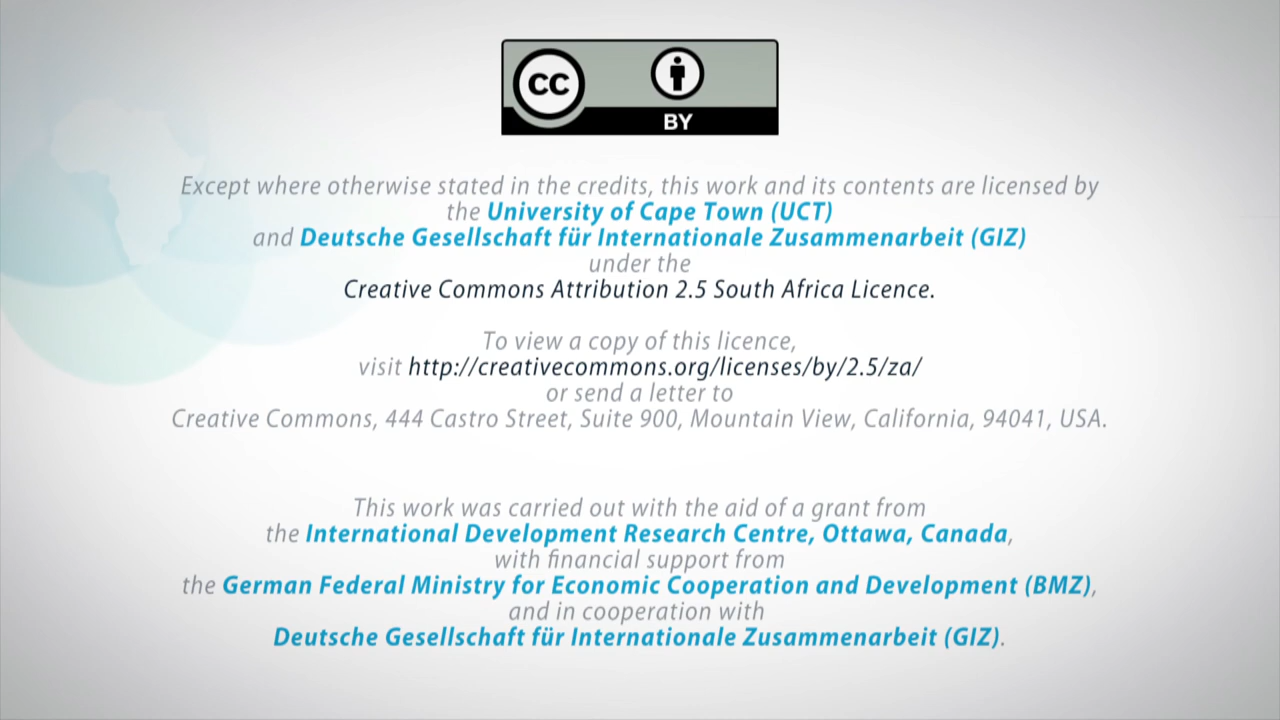 CC
BY
Except where otherwise stated in the credits, this work and its contents are licensed by
the University of Cape Town (UCT)
and Deutsche Gesellschaft für Internationale Zusammenarbeit (GIZ)
under the
Creative Commons Attribution 2.5 South Africa Licence.
To view a copy of this licence,
visit http://creativecommons.org/licenses/by/2.5/za/
or send a letter to
Creative Commons, 444 Castro Street, Suite 900, Mountain View, California, 94041, USA.
This work was carried out with the aid of a grant from
the International Development Research Centre, Ottawa, Canada,
with financial support from
the German Federal Ministry for Economic Cooperation and Development (BMZ),
and in cooperation with
Deutsche Gesellschaft für Internationale Zusammenarbeit (GIZ).